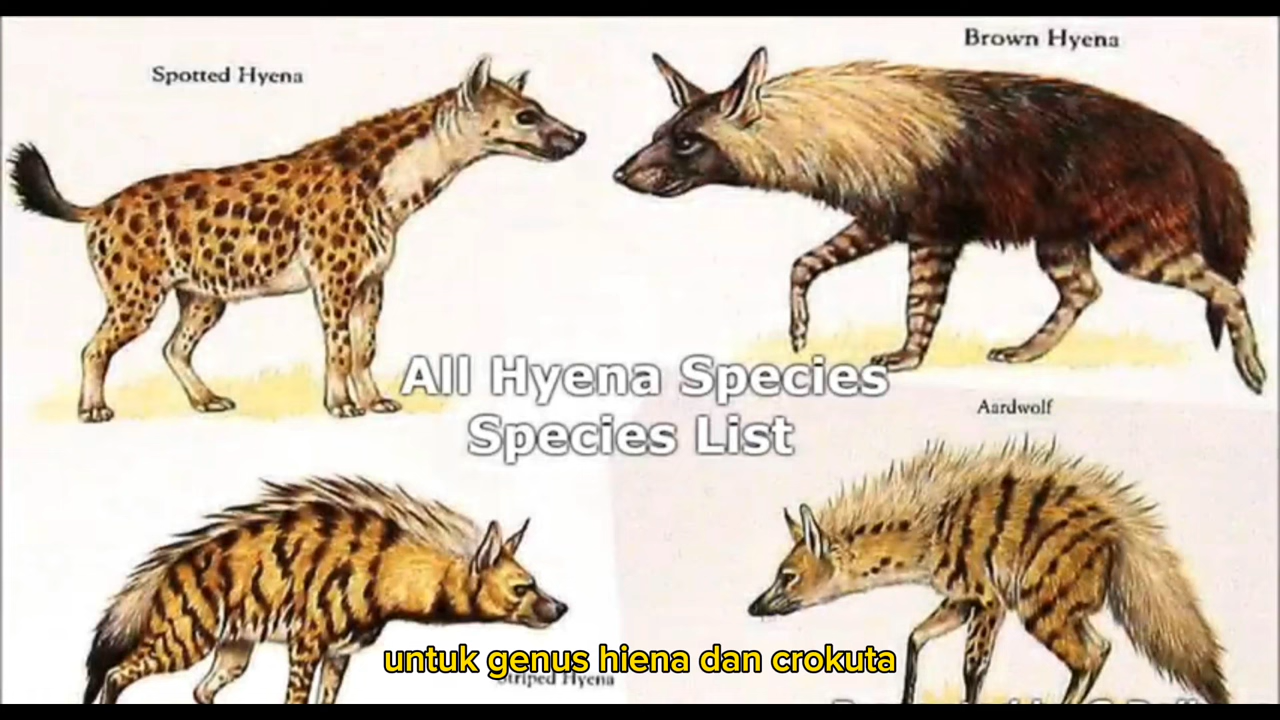 Brown Hyena
Spotted Hyena
All Hyena Species
Species List
Aardwolf
untuk genus hiena dan crokuta
Striped Hyena